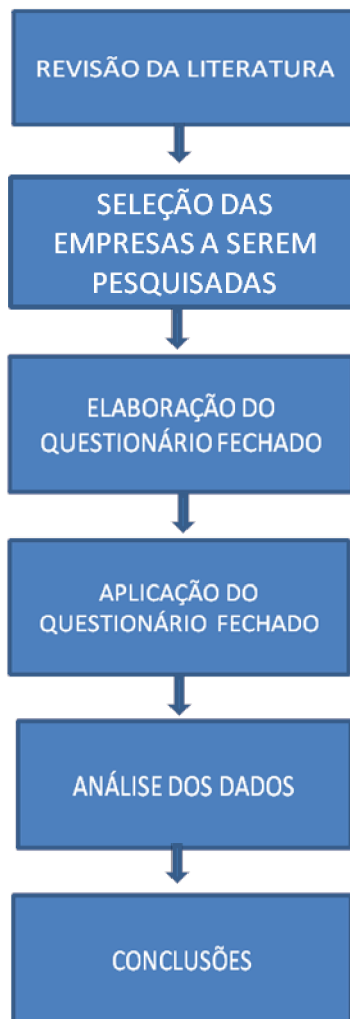 REVISÃO DA LITERATURA
SELEÇÃO DAS
EMPRESAS A SEREM
PESQUISADAS
ELABORAÇÃO DO
QUESTIONÁRIO FECHADO
APLICAÇÃO DO
QUESTIONÁRIO FECHADO
ANÁLISE DOS DADOS
CONCLUSÕES